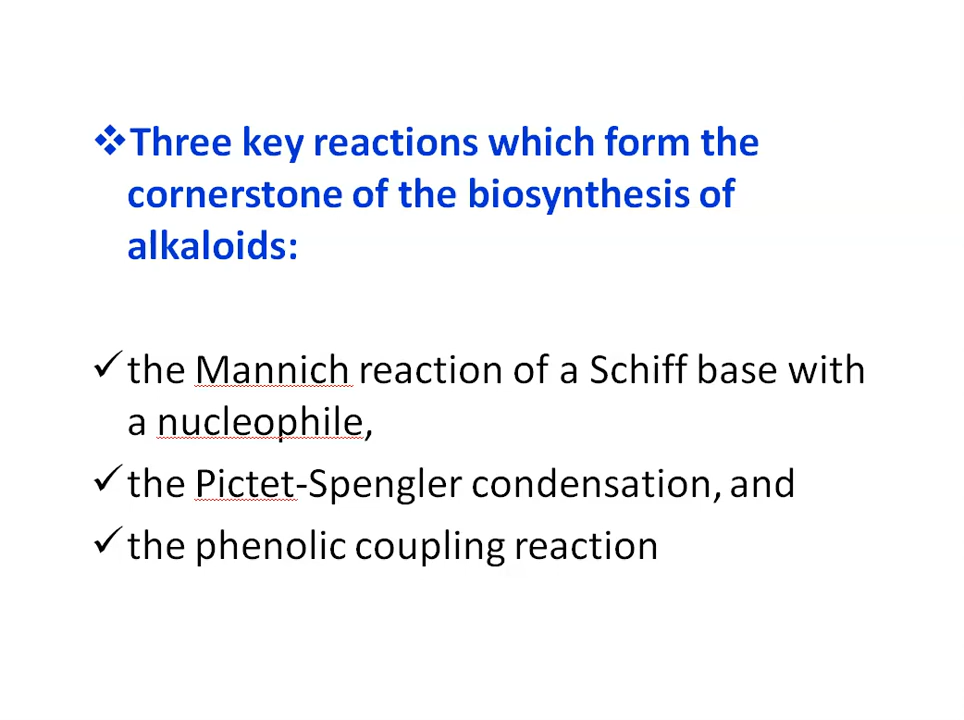 ❖Three key reactions which form the
cornerstone of the biosynthesis of
alkaloids:
✓the Mannich reaction of a Schiff base with
a nucleophile,
✓the Pictet-Spengler condensation, and
✓the phenolic coupling reaction